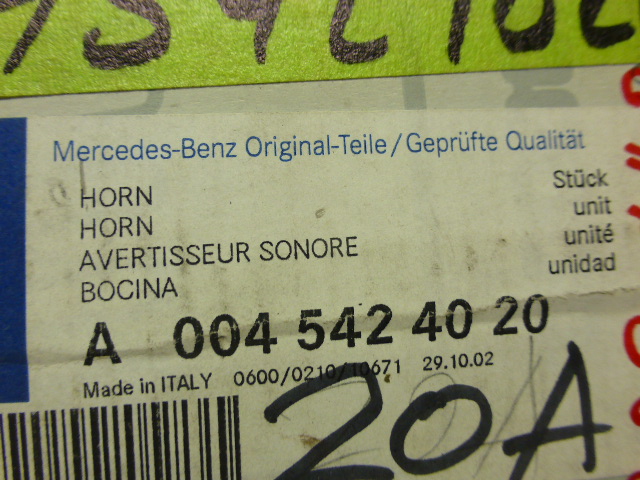 Mercedes-Benz Original-Teile/Geprüfte Qualität
HORN Stück
HORN unit
AVERTISSEUR SONORE unité
BOCINA unidad
A 004 542 40 20
Made in ITALY 0600/0210/10671 29.10.02
20A